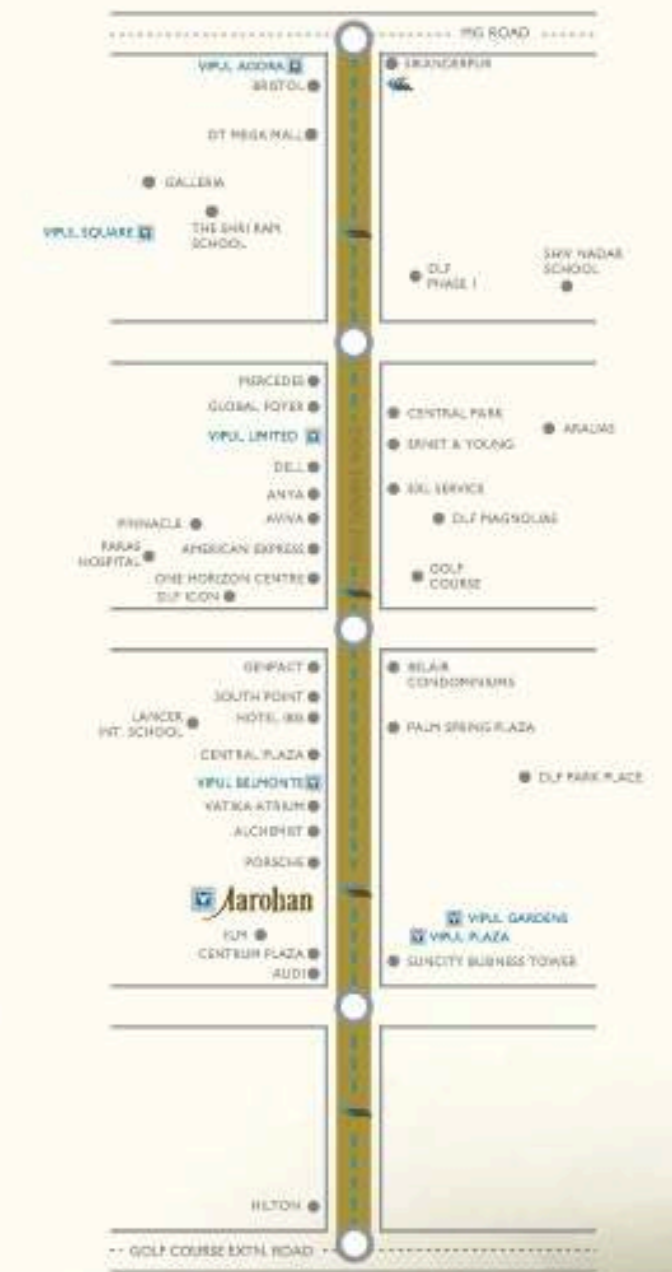 MG ROAD
VIPUL AGORA
SIKANDERPUR
BRISTOL
DT MEGA MALL
GALLERIA
VIPUL SQUARE
THE SHRI RAM
SCHOOL
DLF
PHASE 1
SHIV NADAR
SCHOOL
MERCEDES
GLOBAL FOYER
VIPUL LIMITED
DELL
ANYA
AVIVA
PINNACLE
PARAS
HOSPITAL
AMERICAN EXPRESS
ONE HORIZON CENTRE
DLF ICON
CENTRAL PARK
ARALIAS
ERNST & YOUNG
EXL SERVICE
DLF MAGNOLIAS
GOLF
COURSE
GENPACT
SOUTH POINT
HOTEL IBIS
LANCER
INT. SCHOOL
CENTRAL PLAZA
VIPUL BELMONTE
VATIKA ATRIUM
ALCHEMIST
PORSCHE
Aarohan
CENTRUM PLAZA
AUDI
BELAIR
CONDOMINIUMS
PALM SPRING PLAZA
DLF PARK PLACE
VIPUL GARDENS
VIPUL PLAZA
SUNCITY BUSINESS TOWER
HILTON
GOLF COURSE EXTN. ROAD